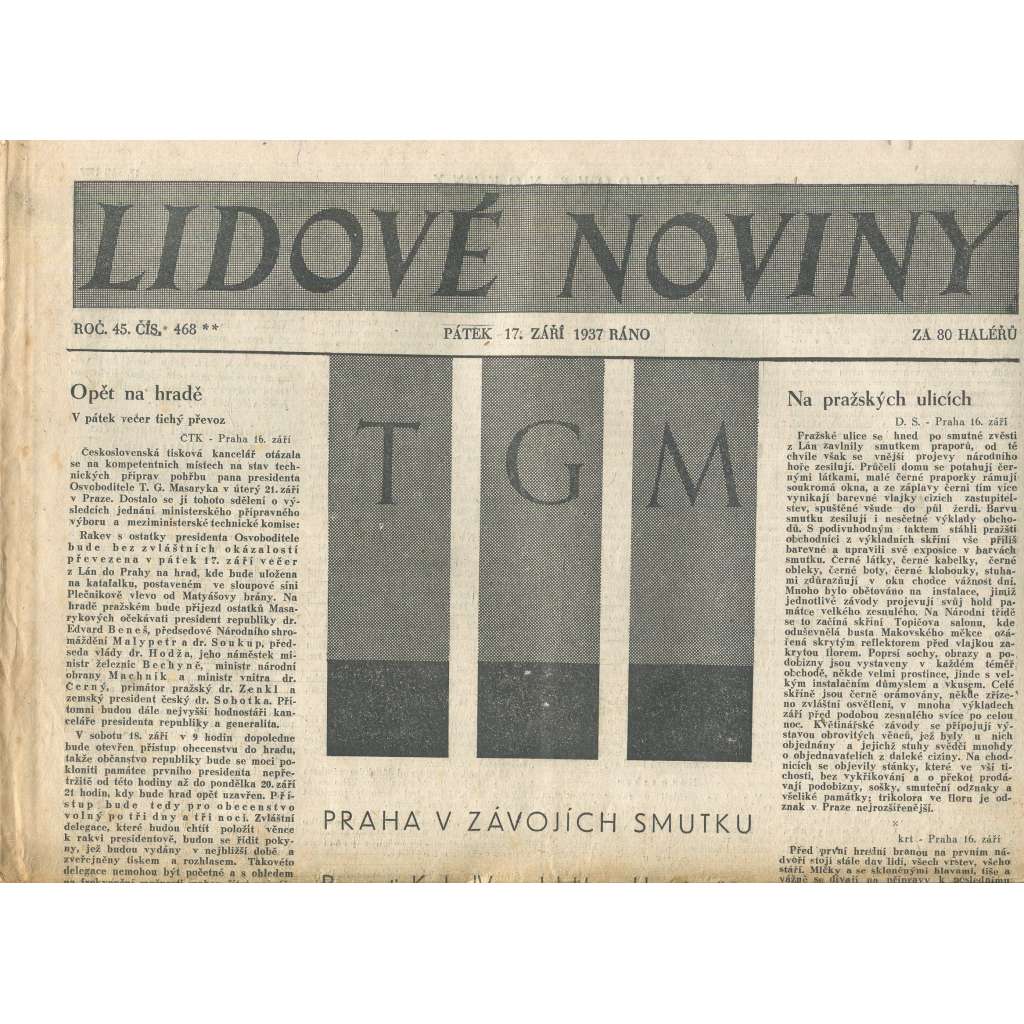 LIDOVÉ NOVINY
ROČ. 45. ČÍS. 468 **
PÁTEK 17. ZÁŘÍ 1937 RÁNO
ZA 80 HALÉŘŮ
Opět na hradě
V pátek večer tichý převoz
ČTK - Praha 16. září
Československá tisková kancelář otázala
se na kompetentních místech na stav tech-
nických příprav pohřbu pana presidenta
Osvoboditele T. G. Masaryka v úterý 21. září
v Praze. Dostalo se jí tohoto sdělení o vý-
sledcích jednání ministerského přípravného
výboru a meziministerské technické komise:
Rakev s ostatky presidenta Osvoboditele
bude bez zvláštních okázalostí
převezena v pátek 17. září večer
z Lán do Prahy na hrad, kde bude uložena
na katafalku, postaveném ve sloupové síni
Plečnikově vlevo od Matyášovy brány. Na
hradě pražském bude příjezd ostatků Masa-
rykových očekávati president republiky dr.
Edvard Beneš, předsedové Národního shro-
máždění Malypetr a dr. Soukup, před-
seda vlády dr. Hodža, jeho náměstek mi-
nistr železnic Bechyně, ministr národní
obrany Machník a ministr vnitra dr.
Černý, primátor pražský dr. Zenkl a
zemský president český dr. Sobotka. Pří-
tomni budou dále nejvyšší hodnostáři kan-
celáře presidenta republiky a generalita.
V sobotu 18. září v 9 hodin dopoledne
bude otevřen přístup obecenstvu do hradu,
takže občanstvo republiky bude se moci po-
kloniti památce prvního presidenta nepře-
tržitě od této hodiny až do pondělka 20. září
21 hodin, kdy bude hrad opět uzavřen. Pří-
stup bude tedy pro obecenstvo
volný po tři dny a tři noci. Zvláštní
delegace, které budou chtít položit věnce
k rakvi presidentově, budou se řídit poky-
ny, jež budou vydány v nejbližší době a
zveřejněny tiskem a rozhlasem. Takovéto
delegace nemohou být početné a s ohledem
T G M
PRAHA V ZÁVOJÍCH SMUTKU
Na pražských ulicích
D. S. - Praha 16. září
Pražské ulice se hned po smutné zvěsti
z Lán zavlnily smutkem praporů, od té
chvíle však se vnější projevy národního
hoře zesilují. Průčelí domu se potahují čer-
nými látkami, malé černé praporky rámují
soukromá okna, a ze záplavy černi tím více
vynikají barevné vlajky cizích zastupitel-
stev, spuštěné všude do půl žerdi. Barvu
smutku zesilují i nesčetné výklady obcho-
dů. S podivuhodným taktem stáhli pražští
obchodníci z výkladních skříní vše příliš
barevné a upravili své exposice v barvách
smutku. Černé látky, černé kabelky, černé
obleky, černé boty, černé klobouky, stuha-
mi zdůrazňují v oku chodce vážnost dní.
Mnoho bylo obětováno na instalace, jimiž
jednotlivé závody projevují svůj hold pa-
mátce velkého zesnulého. Na Národní třídě
se to začíná skříní Topičova salonu, kde
oduševnělá busta Makovského měkce ozá-
řená skrytým reflektorem před vlajkou za-
krytou florem. Poprsí sochy, obrazy a po-
dobizny jsou vystaveny v každém téměř
obchodě, někde velmi prostince, jinde s vel-
kým instalačním důmyslem a vkusem. Celé
skříně jsou černě orámovány, někde zříze-
no zvláštní osvětlení, v mnoha výkladech
září před podobou zesnulého svíce po celou
noc. Květinářské závody se připojují vý-
stavou obrovitých věnců, jež byly u nich
objednány a jejichž stuhy svědčí mnohdy
o objednavatelích z daleké ciziny. Na chod-
nících se objevily stánky, které ve vší ti-
chosti, bez vykřikování a o překot prodá-
vají podobizny, sošky, smuteční odznaky a
všeliké památky; trikolora ve floru je od-
znak v Praze nejrozšířenější.
*
krt - Praha 16. září
Před první hradní branou na prvním ná-
dvoří stojí stále dav lidí, všech vrstev, všeho
stáří. Mlčky a se skloněnými hlavami, tiše a
vážně se dívají na přípravy k poslednímu